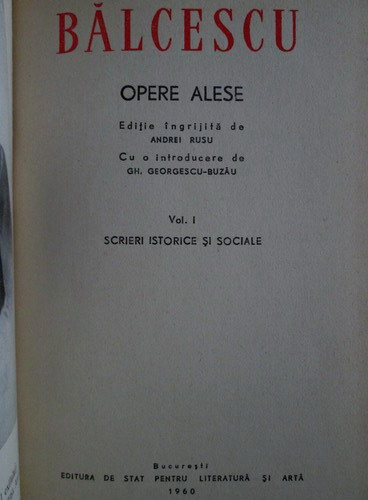 BĂLCESCU
OPERE ALESE
Ediție îngrijită de
ANDREI RUSU
Cu o introducere de
GH. GEORGESCU-BUZĂU
Vol. I
SCRIERI ISTORICE ȘI SOCIALE
București
EDITURA DE STAT PENTRU LITERATURĂ ȘI ARTĂ
1960